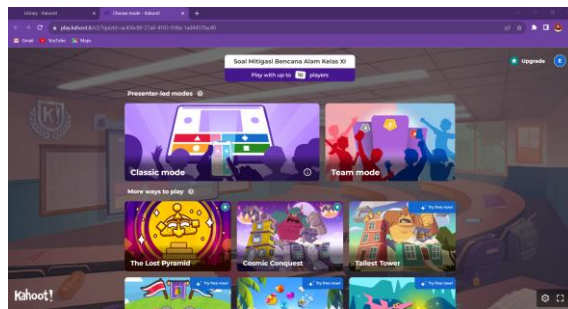 Library - Kahoot!
Choose mode - Kahoot!
Gmail
YouTube
Maps
Soal Mitigasi Bencana Alam Kelas XI
Play with up to 10 players
Upgrade
Presenter-led modes
Classic mode
Team mode
More ways to play
The Lost Pyramid
Cosmic Conquest
Try free now!
Tallest Tower
Try free now!
Try free now!
Try free now!
Kahoot!